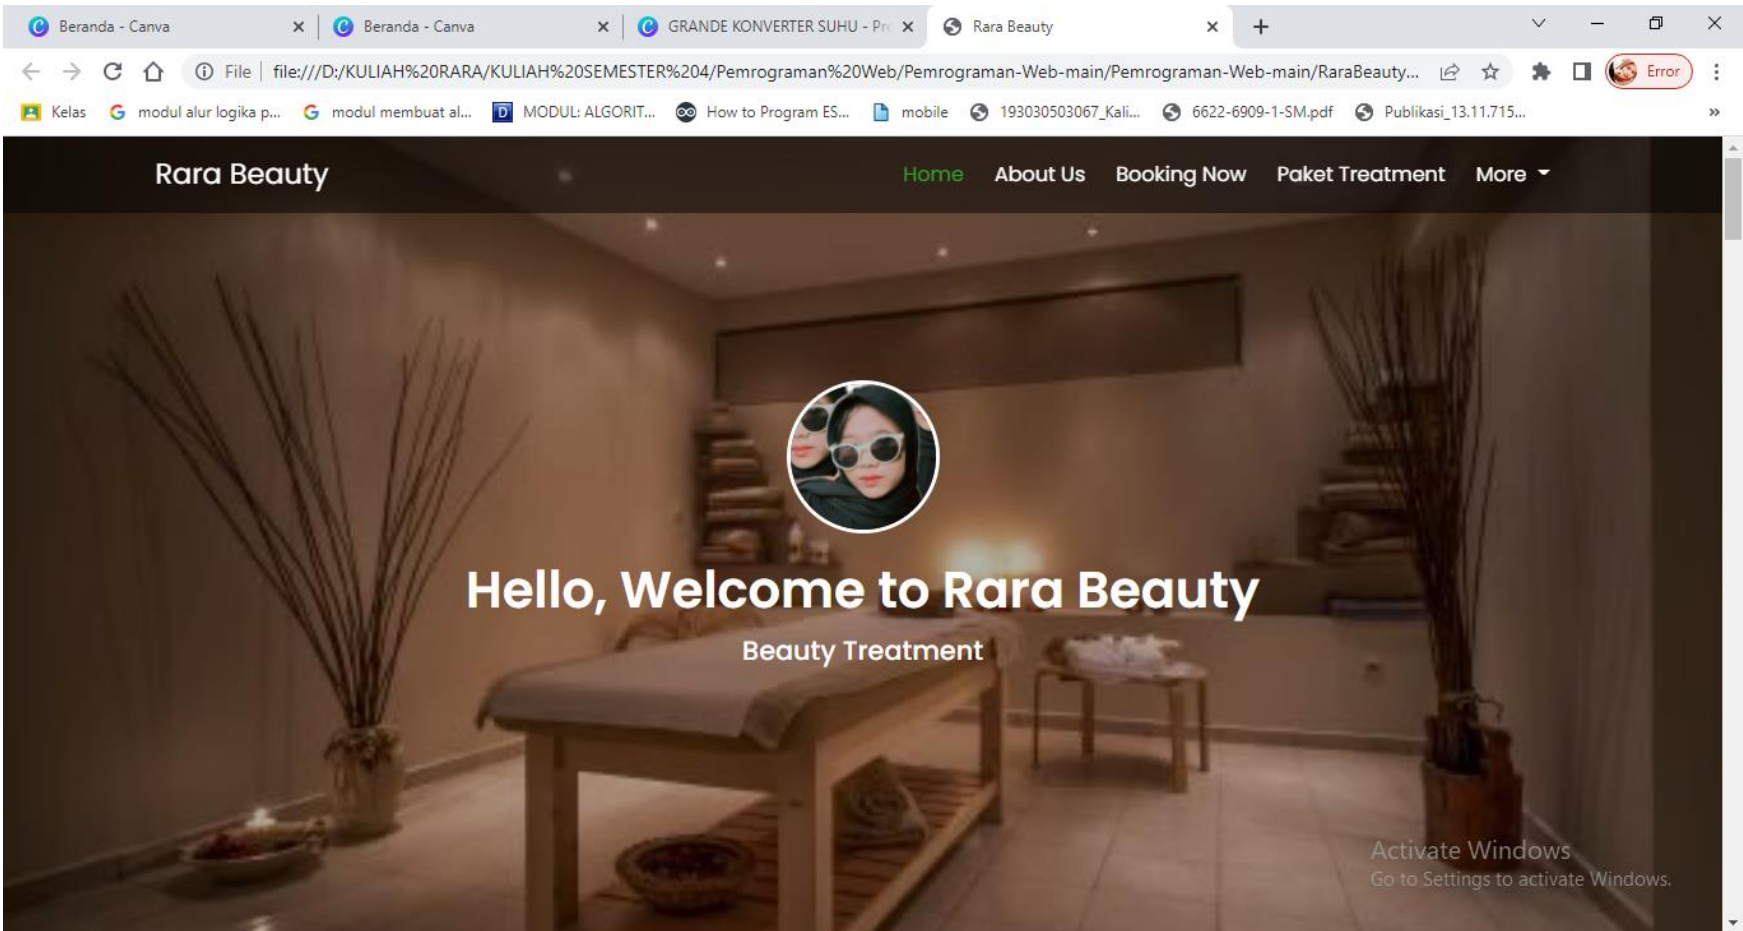 Beranda - Canva
Beranda - Canva
GRANDE KONVERTER SUHU - Pr
Rara Beauty
File
file:///D:/KULIAH%20RARA/KULIAH%20SEMESTER%204/Pemrograman%20Web/Pemrograman-Web-main/Pemrograman-Web-main/RaraBeauty...
Error
Kelas
modul alur logika p...
modul membuat al...
MODUL: ALGORIT...
How to Program ES...
mobile
193030503067_Kali...
6622-6909-1-SM.pdf
Publikasi_13.11.715...
Rara Beauty
Home
About Us
Booking Now
Paket Treatment
More
Hello, Welcome to Rara Beauty
Beauty Treatment
Activate Windows
Go to Settings to activate Windows.